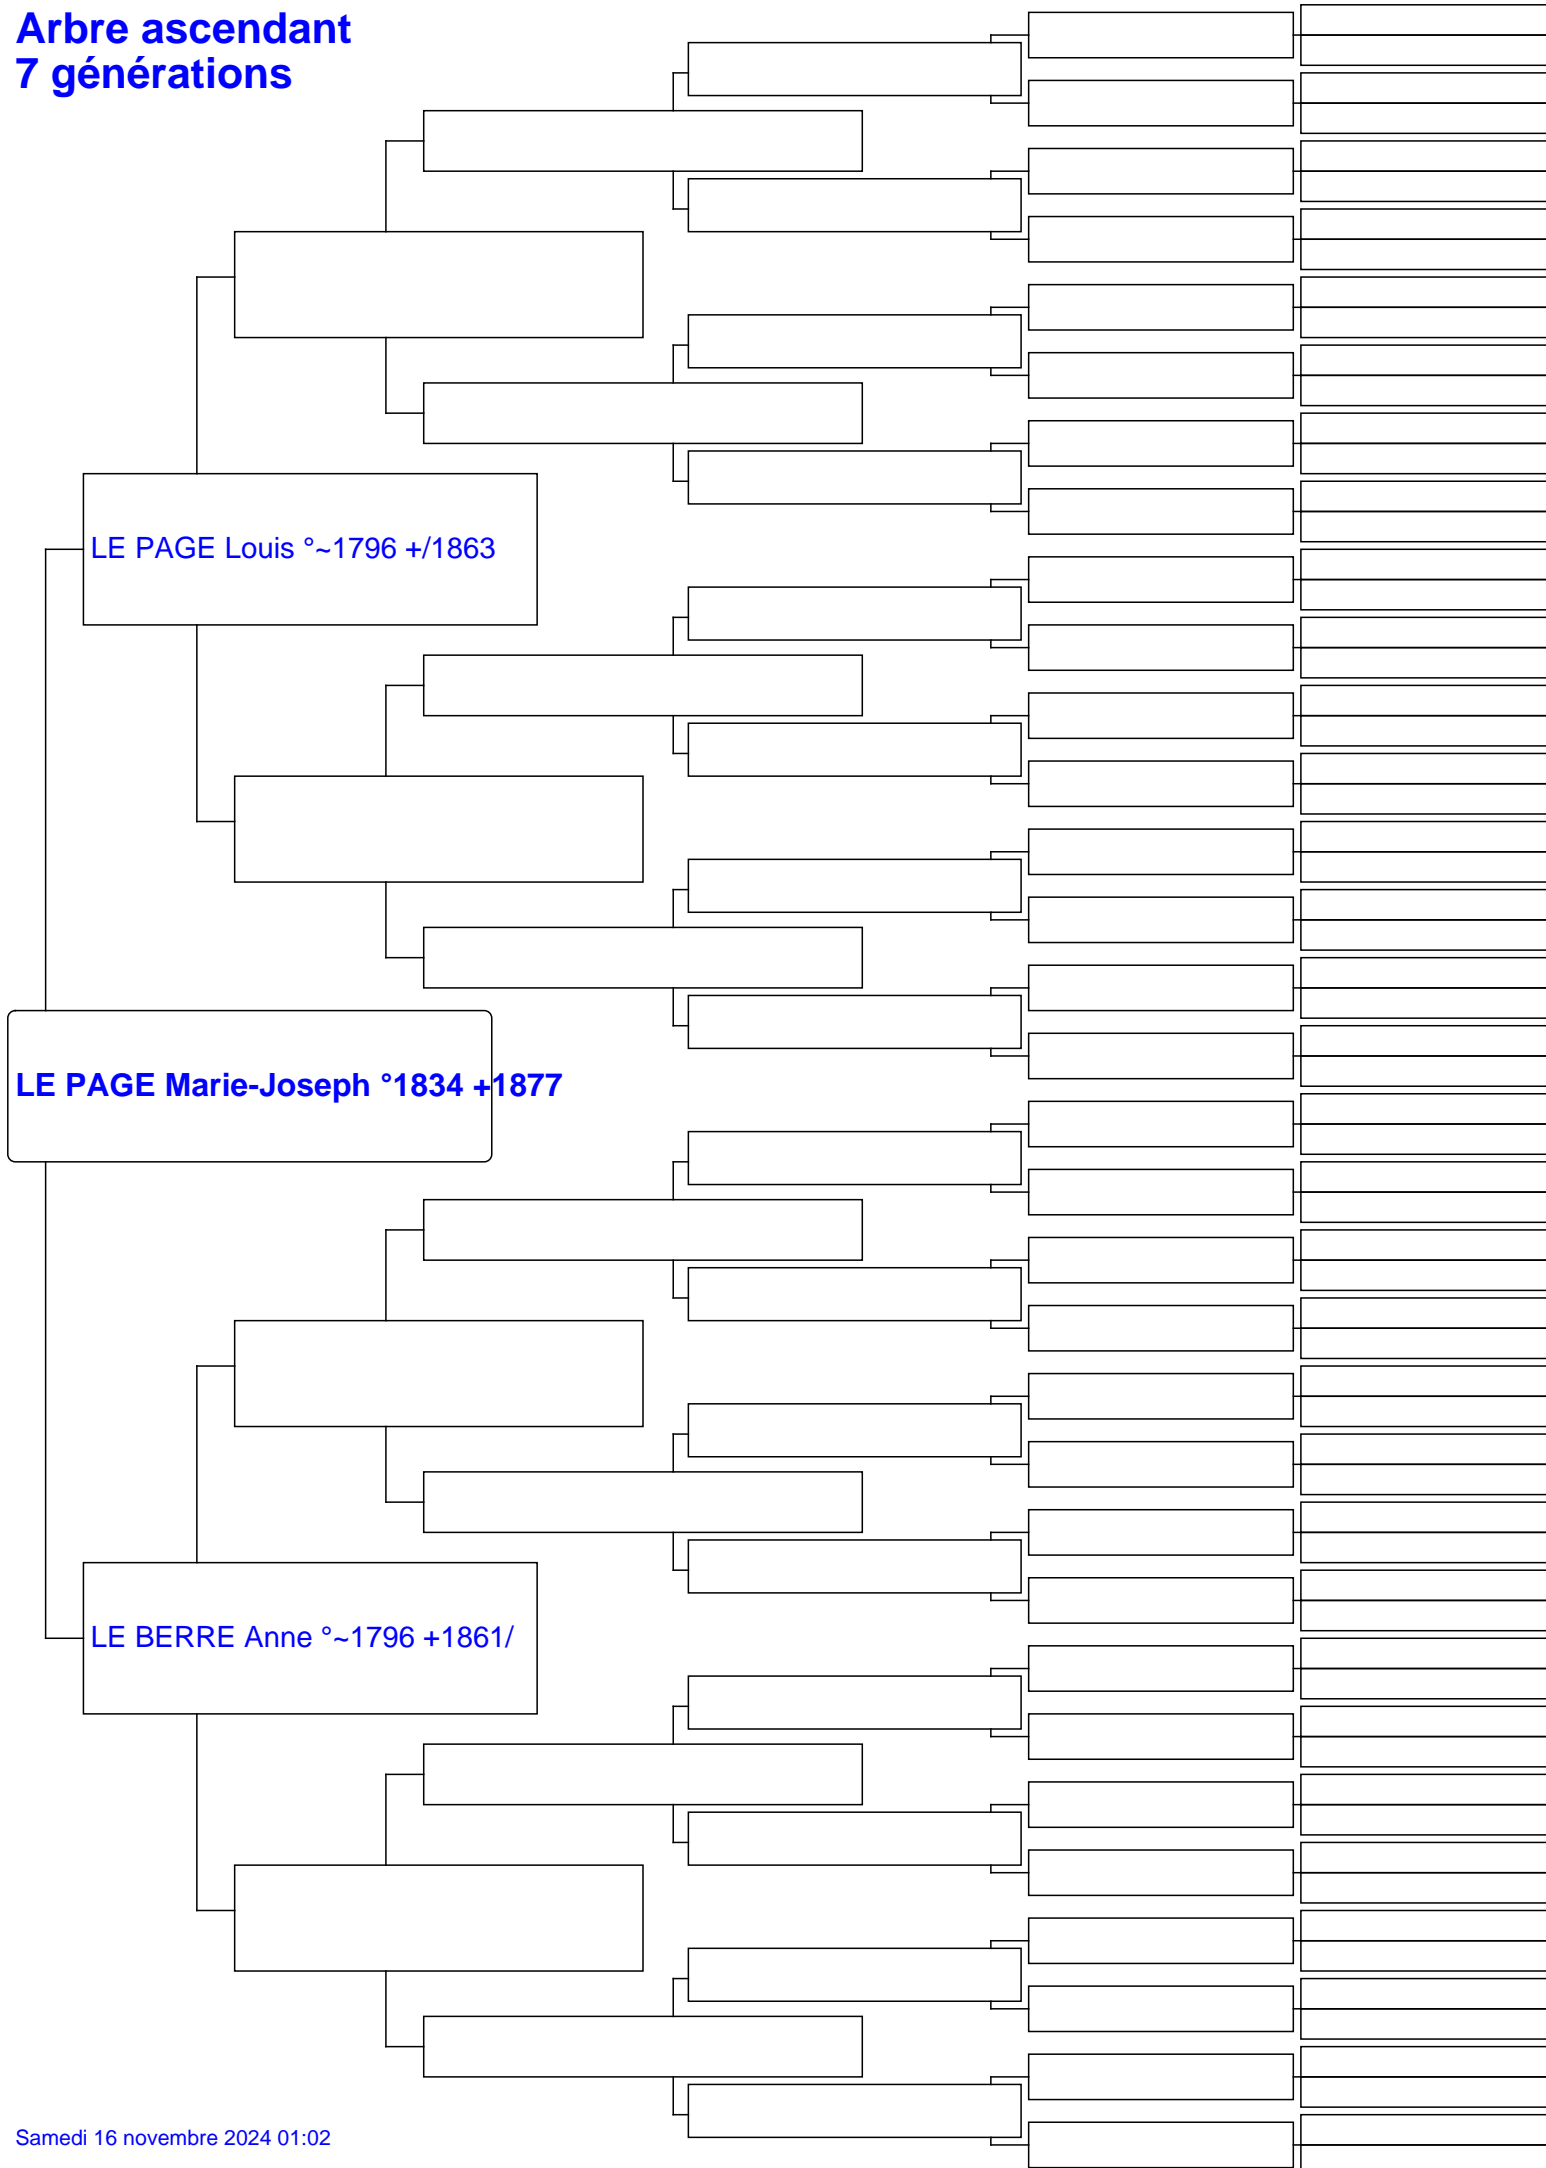 Arbre ascendant
7 générations
LE PAGE Louis °~1796 +/1863
LE PAGE Marie-Joseph °1834 +1877
LE BERRE Anne °~1796 +1861/
Samedi 16 novembre 2024 01:02